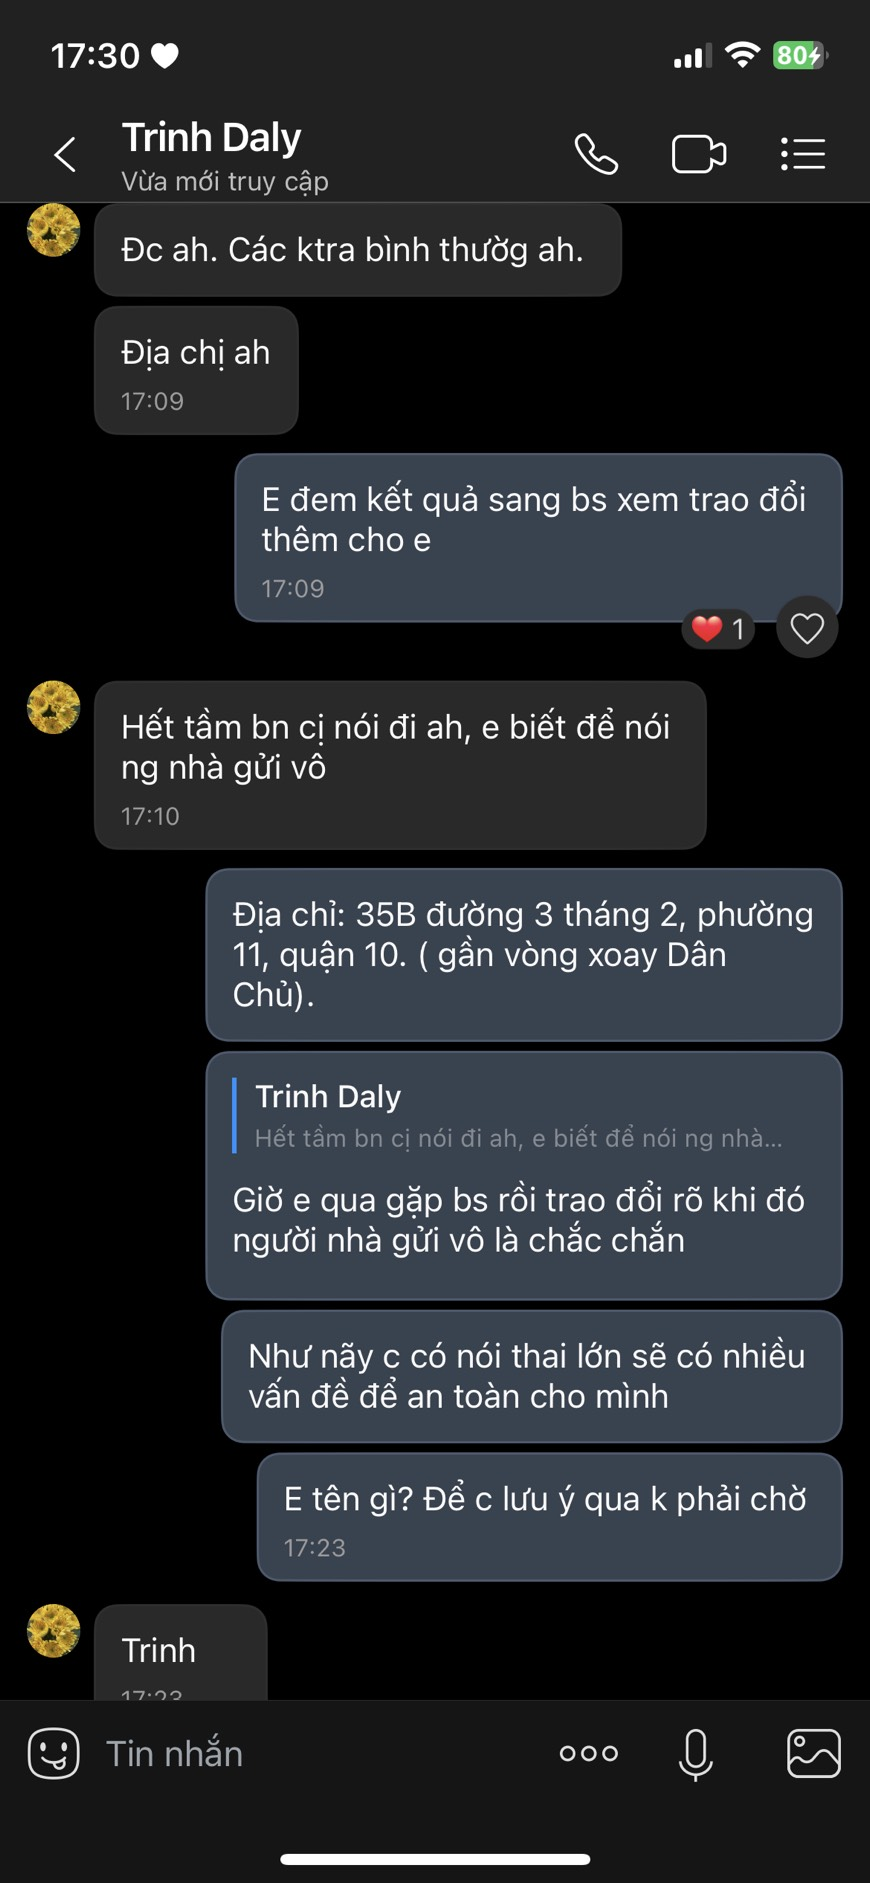 17:30
80
Trinh Daly
Vừa mới truy cập
Đc ah. Các ktra bình thườg ah.
Địa chị ah
17:09
E đem kết quả sang bs xem trao đổi
thêm cho e
17:09
1
Hết tầm bn cị nói đi ah, e biết để nói
ng nhà gửi vô
17:10
Địa chỉ: 35B đường 3 tháng 2, phường
11, quận 10. ( gần vòng xoay Dân
Chủ).
Trinh Daly
Hết tầm bn cị nói đi ah, e biết để nói ng nhà...
Giờ e qua gặp bs rồi trao đổi rõ khi đó
người nhà gửi vô là chắc chắn
Như nãy c có nói thai lớn sẽ có nhiều
vấn đề để an toàn cho mình
E tên gì? Để c lưu ý qua k phải chờ
17:23
Trinh
17:23
Tin nhắn